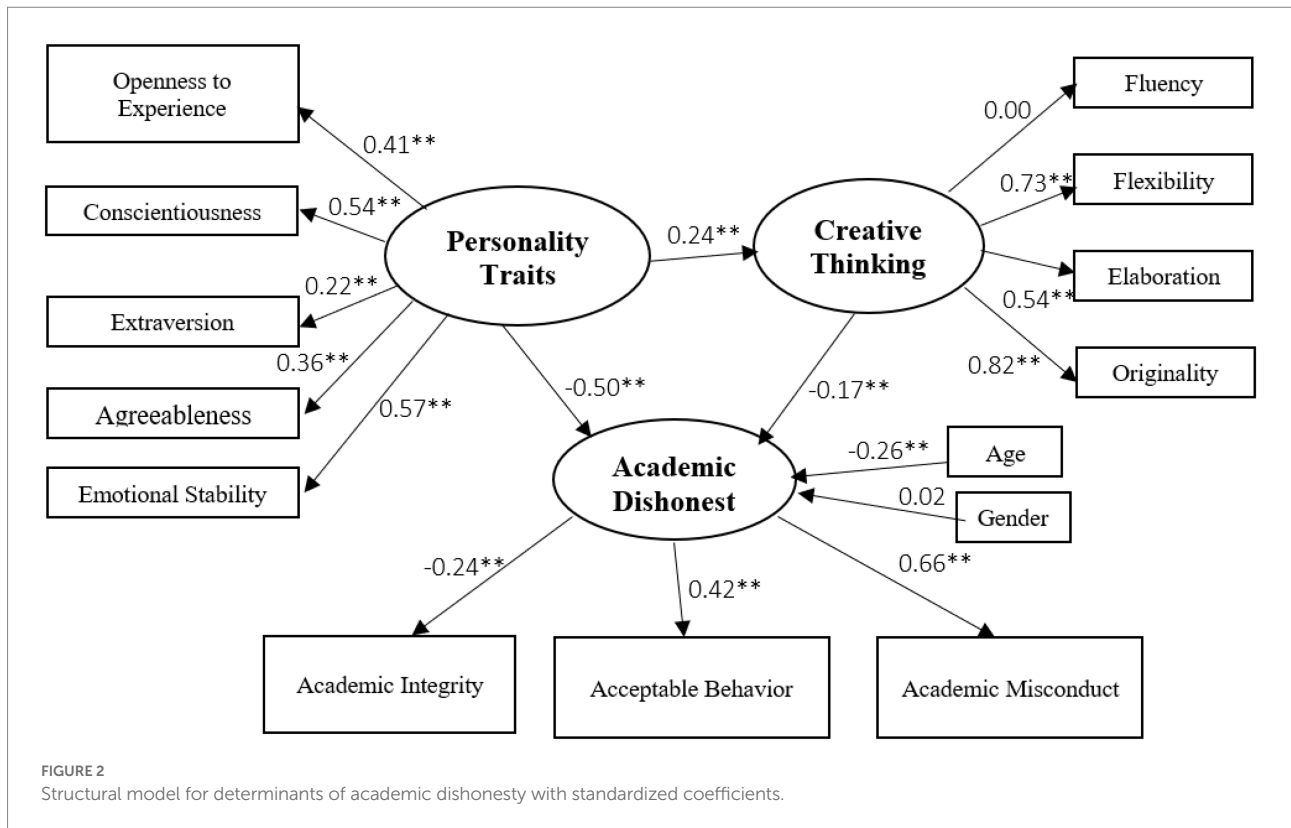 Openness to
Experience
0.41**
Conscientiousness
0.54**
Extraversion
0.22**
Agreeableness
0.36**
Emotional Stability
0.57**
Personality
Traits
0.24**
Creative
Thinking
0.00
Fluency
0.73**
Flexibility
Elaboration
0.54**
0.82**
Originality
-0.50**
-0.17**
Academic
Dishonest
-0.26**
Age
0.02
Gender
-0.24**
0.42**
0.66**
Academic Integrity
Acceptable Behavior
Academic Misconduct
FIGURE 2
Structural model for determinants of academic dishonesty with standardized coefficients.